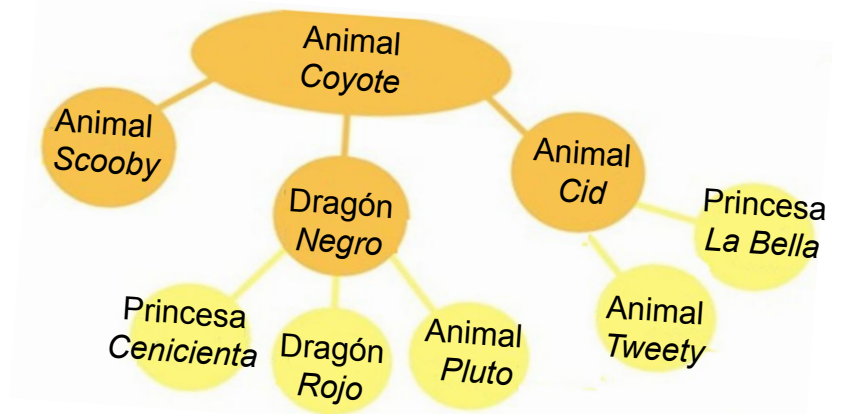 Animal
Coyote
Animal
Scooby
Dragón
Negro
Animal
Cid
Princesa
La Bella
Princesa
Cenicienta
Dragón
Rojo
Animal
Pluto
Animal
Tweety